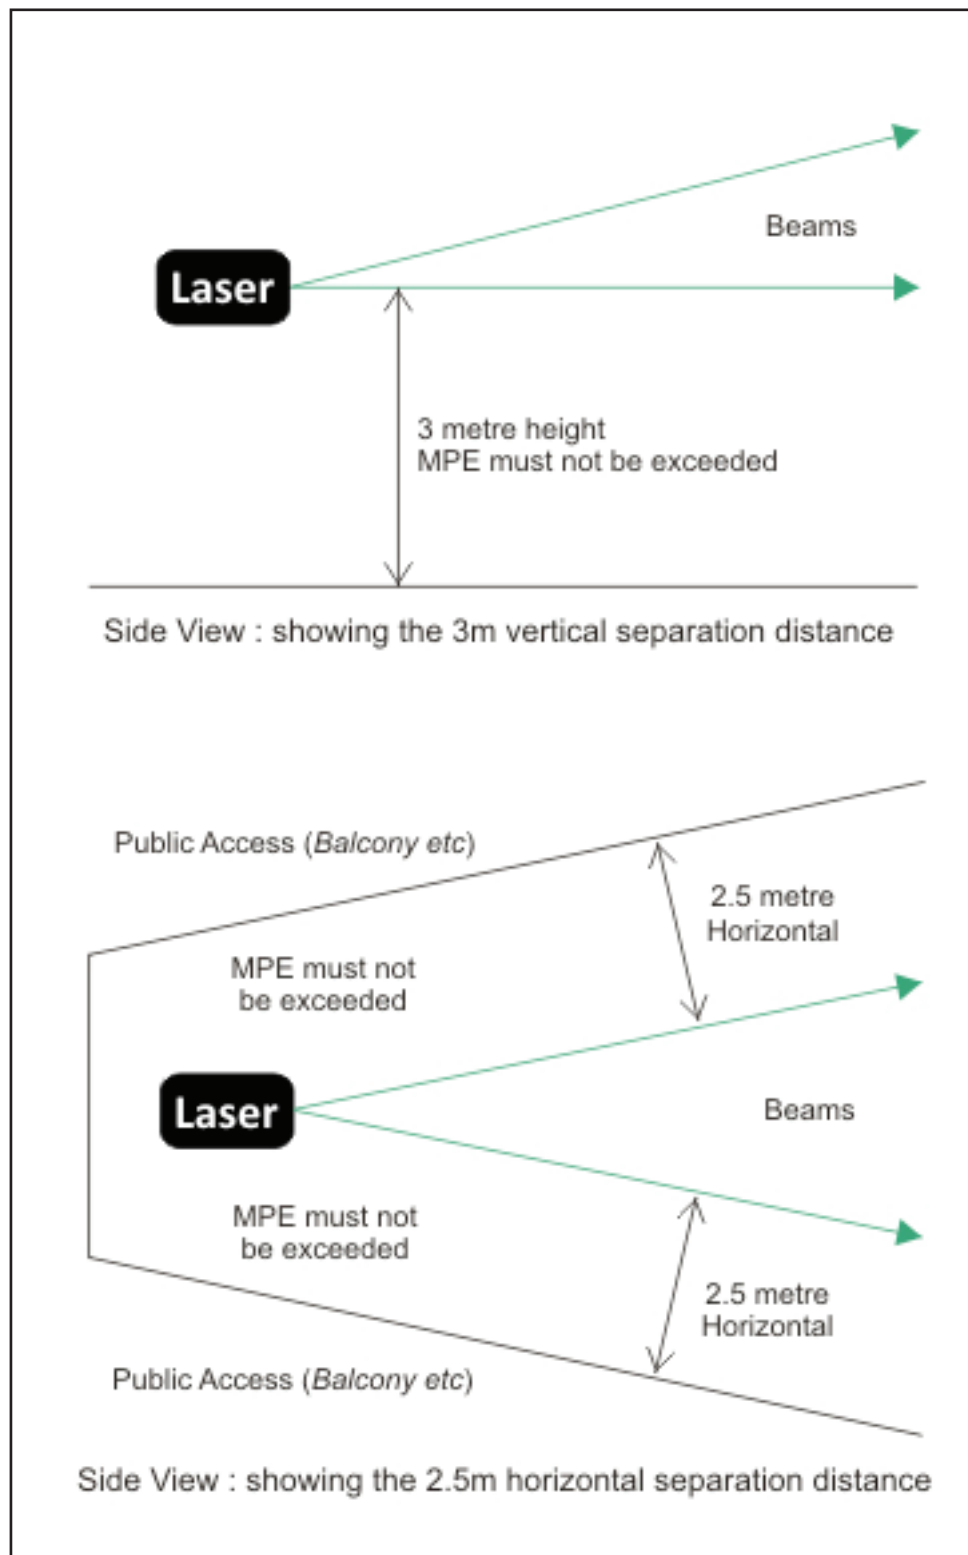 Beams
Laser
3 metre height
MPE must not be exceeded
Side View : showing the 3m vertical separation distance
Public Access (Balcony etc)
2.5 metre
Horizontal
MPE must not
be exceeded
Laser
Beams
MPE must not
be exceeded
2.5 metre
Horizontal
Public Access (Balcony etc)
Side View : showing the 2.5m horizontal separation distance